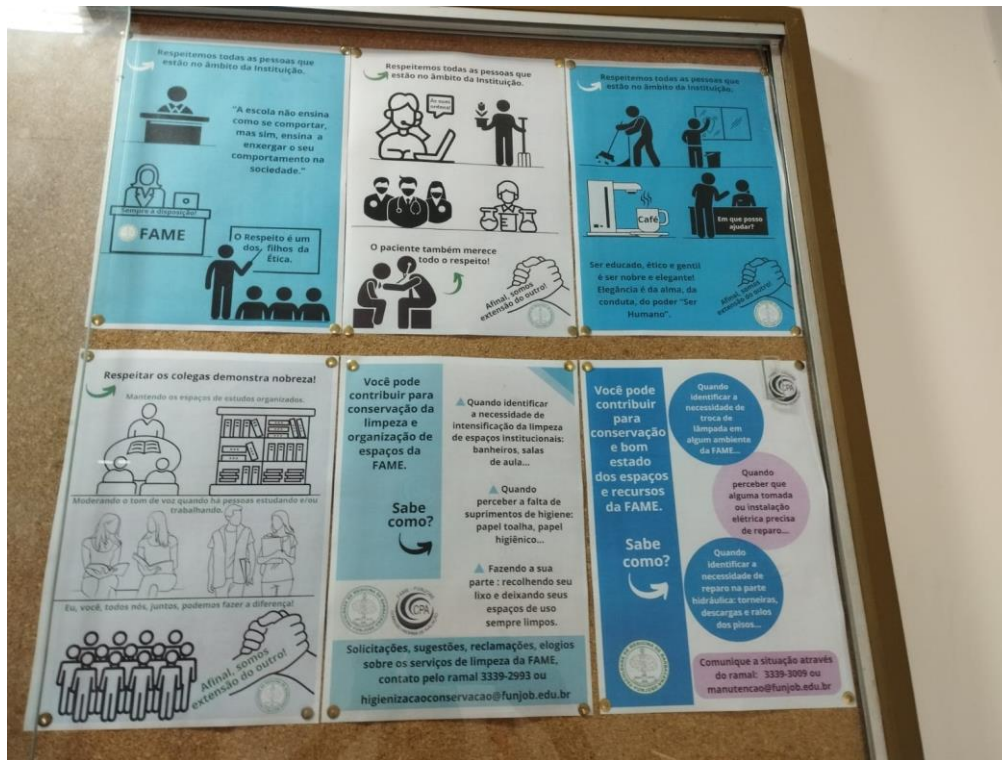 Respeitemos todas as pessoas que
estão no âmbito da Instituição.
"A escola não ensina
como se comportar,
mas sim, ensina a
enxergar o seu
comportamento na
sociedade."
Sempre à disposição!
FAME
O Respeito é um
dos filhos da
Ética.
Respeitemos todas as pessoas que
estão no âmbito da Instituição.
Às suas
ordens!
O paciente também merece
todo o respeito!
Afinal, somos
extensão do outro!
Respeitemos todas as pessoas que
estão no âmbito da Instituição.
Café
Em que posso
ajudar?
Ser educado, ético e gentil
é ser nobre e elegante!
Elegância é da alma, da
conduta, do poder "Ser
Humano".
Afinal, somos
extensão do outro!
Respeitar os colegas demonstra nobreza!
Mantendo os espaços de estudos organizados.
Moderando o tom de voz quando há pessoas estudando e/ou
trabalhando.
Eu, você, todos nós, juntos, podemos fazer a diferença!
Afinal, somos
extensão do outro!
Você pode
contribuir para
conservação da
limpeza e
organização de
espaços da
FAME.
Sabe
como?
Quando identificar
a necessidade de
intensificação da limpeza
de espaços institucionais:
banheiros, salas
de aula...
Quando
perceber a falta de
suprimentos de higiene:
papel toalha, papel
higiênico...
Fazendo a sua
parte : recolhendo seu
lixo e deixando seus
espaços de uso
sempre limpos.
CPA
Solicitações, sugestões, reclamações, elogios
sobre os serviços de limpeza da FAME,
contato pelo ramal 3339-2993 ou
higienizacaoconservacao@funjob.edu.br
Você pode
contribuir
para
conservação
e bom
estado
dos espaços
e recursos
da FAME.
Sabe
como?
CPA
Quando
identificar a
necessidade de
troca de
lâmpada em
algum ambiente
da FAME...
Quando
perceber que
alguma tomada
ou instalação
elétrica precisa
de reparo...
Quando
identificar a
necessidade de
reparo na parte
hidráulica: torneiras,
descargas e ralos
dos pisos...
Comunique a situação através
do ramal: 3339-3009 ou
manutencao@funjob.edu.br